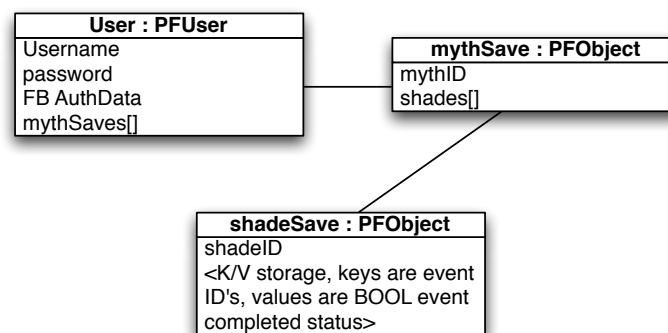 User : PFUser
Username
password
FB AuthData
mythSaves[]
mythSave : PFObject
mythID
shades[]
shadeSave : PFObject
shadeID
<K/V storage, keys are event
ID's, values are BOOL event
completed status>